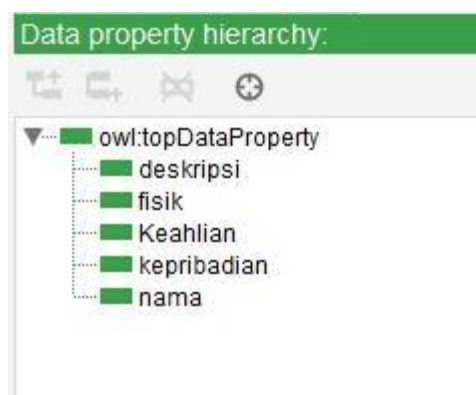 Data property hierarchy:
owl:topDataProperty
deskripsi
fisik
Keahlian
kepribadian
nama